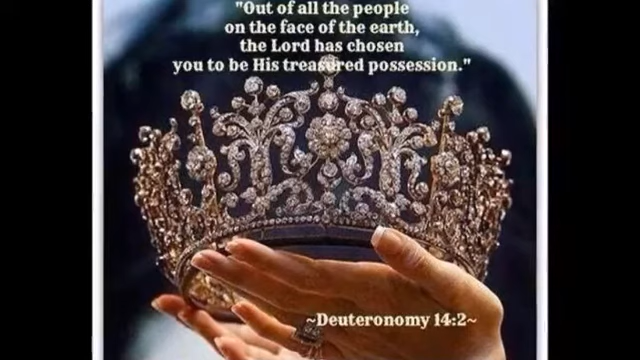 "Out of all the people
on the face of the earth,
the Lord has chosen
you to be His treasured possession."
~Deuteronomy 14:2~